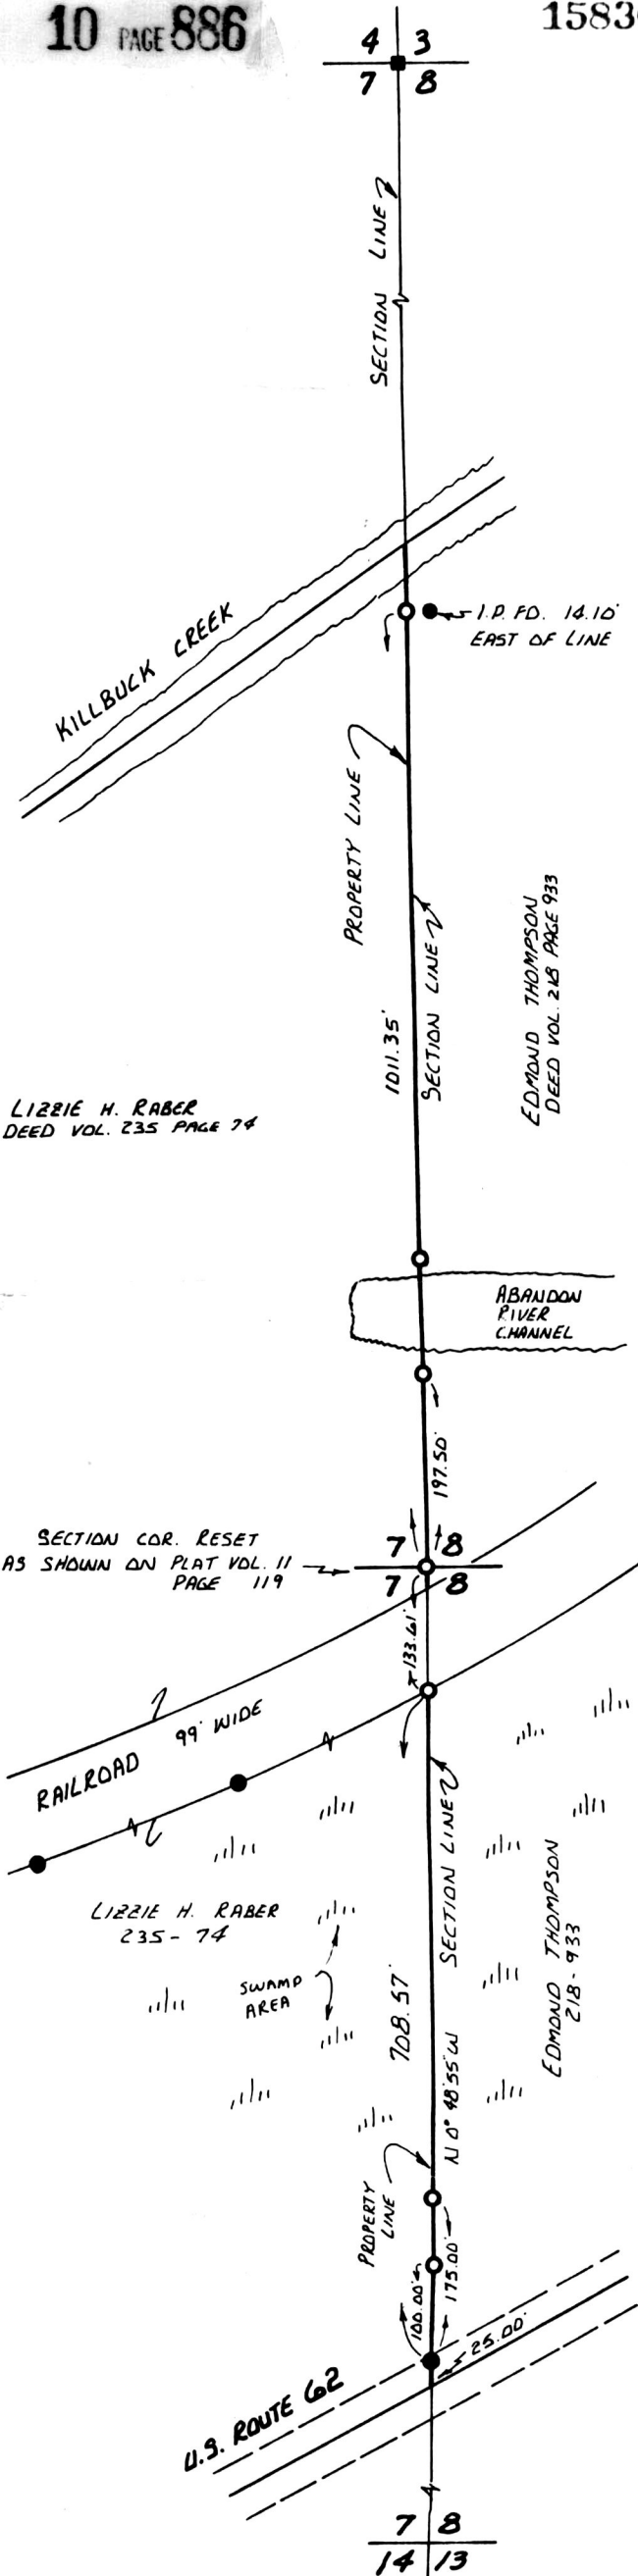 10 PAGE 886
4 3
7 8
SECTION LINE
KILLBUCK CREEK
I.P. FD. 14.10'
EAST OF LINE
PROPERTY LINE
SECTION LINE
1011.35'
EDMOND THOMPSON
DEED VOL. 218 PAGE 933
LIZZIE H. RABER
DEED VOL. 235 PAGE 74
ABANDON
RIVER
CHANNEL
197.50'
SECTION COR. RESET
AS SHOWN ON PLAT VOL. 11
PAGE 119
7 8
7 8
133.61'
RAILROAD 99' WIDE
SECTION LINE
LIZZIE H. RABER
235-74
SWAMP
AREA
708.57'
N 0° 48' 55" W
EDMOND THOMPSON
218-933
PROPERTY
LINE
175.00'
100.00'
25.00'
U.S. ROUTE 62
7 8
14 13